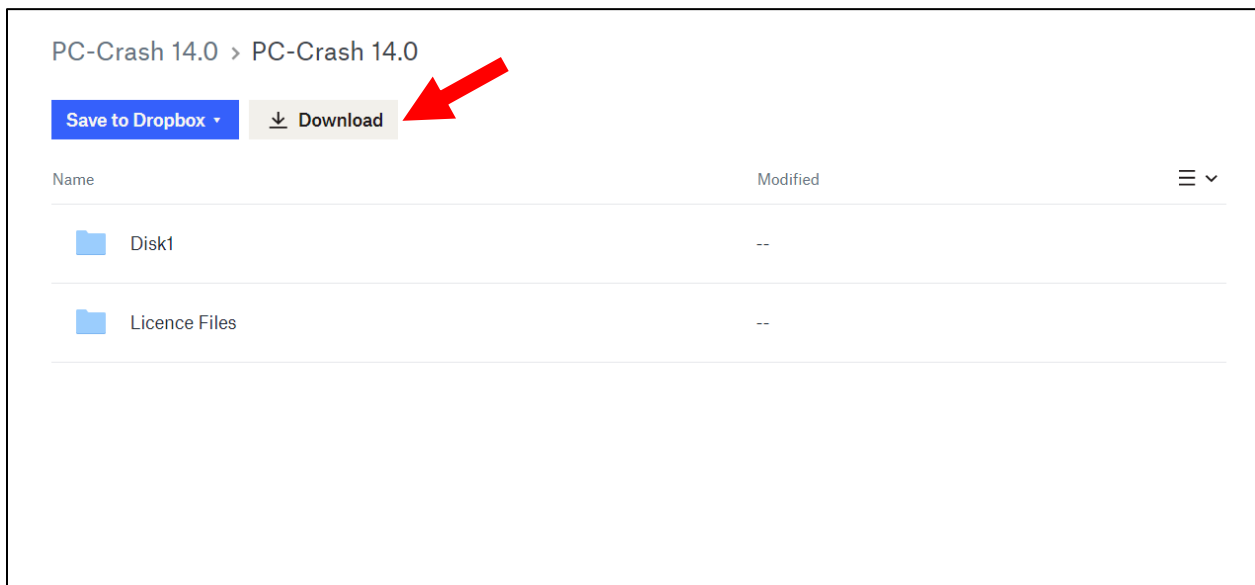 PC-Crash 14.0 › PC-Crash 14.0
Save to Dropbox Download
Name Modified
Disk1 --
Licence Files --